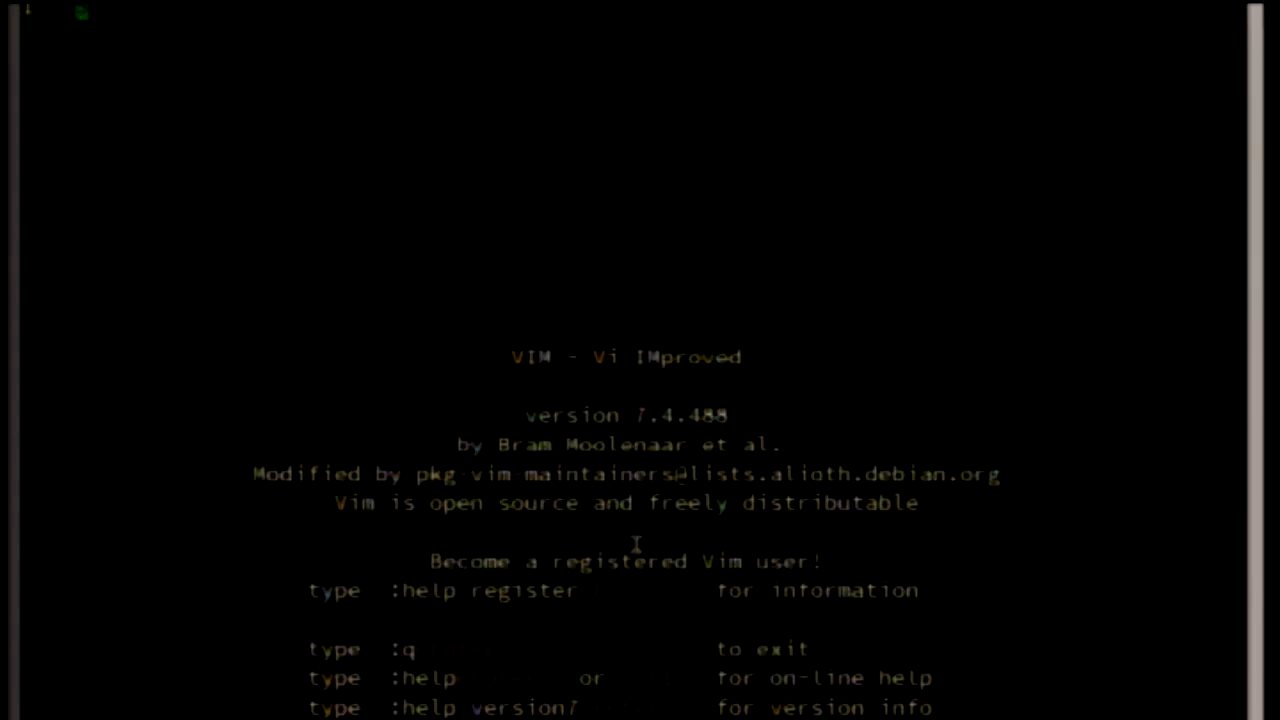 1
VIM - Vi IMproved
version 7.4.488
by Bram Moolenaar et al.
Modified by pkg-vim-maintainers@lists.alioth.debian.org
Vim is open source and freely distributable
Become a registered Vim user!
type :help register for information
type :q to exit
type :help or for on-line help
type :help version7 for version info